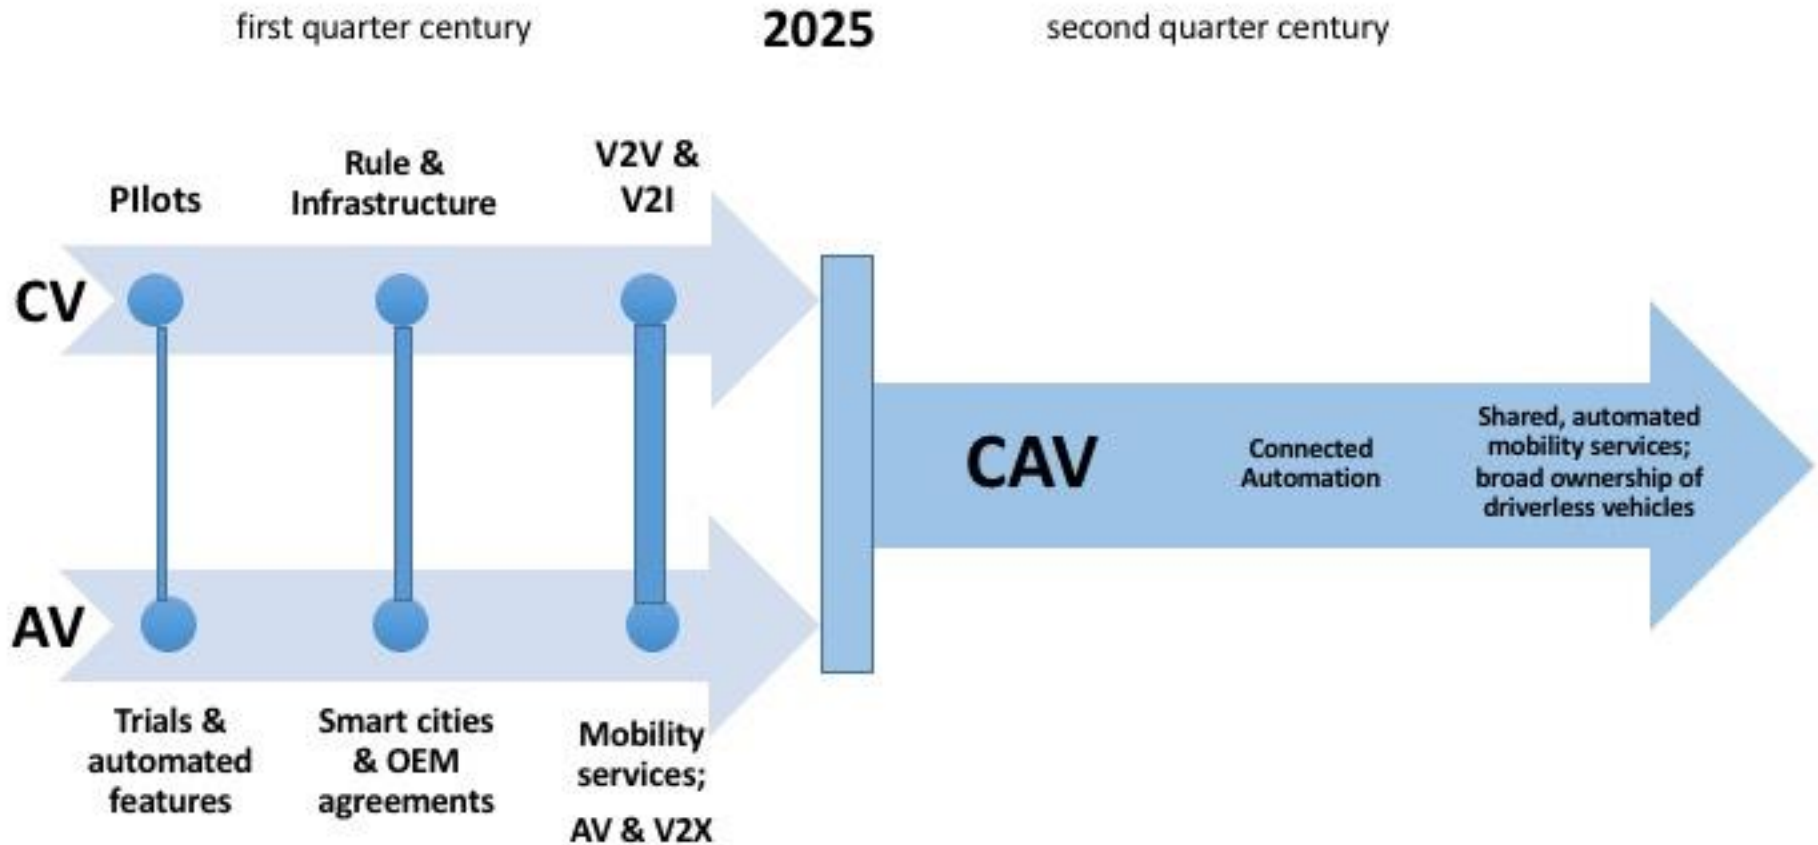 first quarter century
2025
second quarter century
PIlots
Rule &
Infrastructure
V2V &
V2I
CV
AV
Trials &
automated
features
Smart cities
& OEM
agreements
Mobility
services;
AV & V2X
CAV
Connected
Automation
Shared, automated
mobility services;
broad ownership of
driverless vehicles